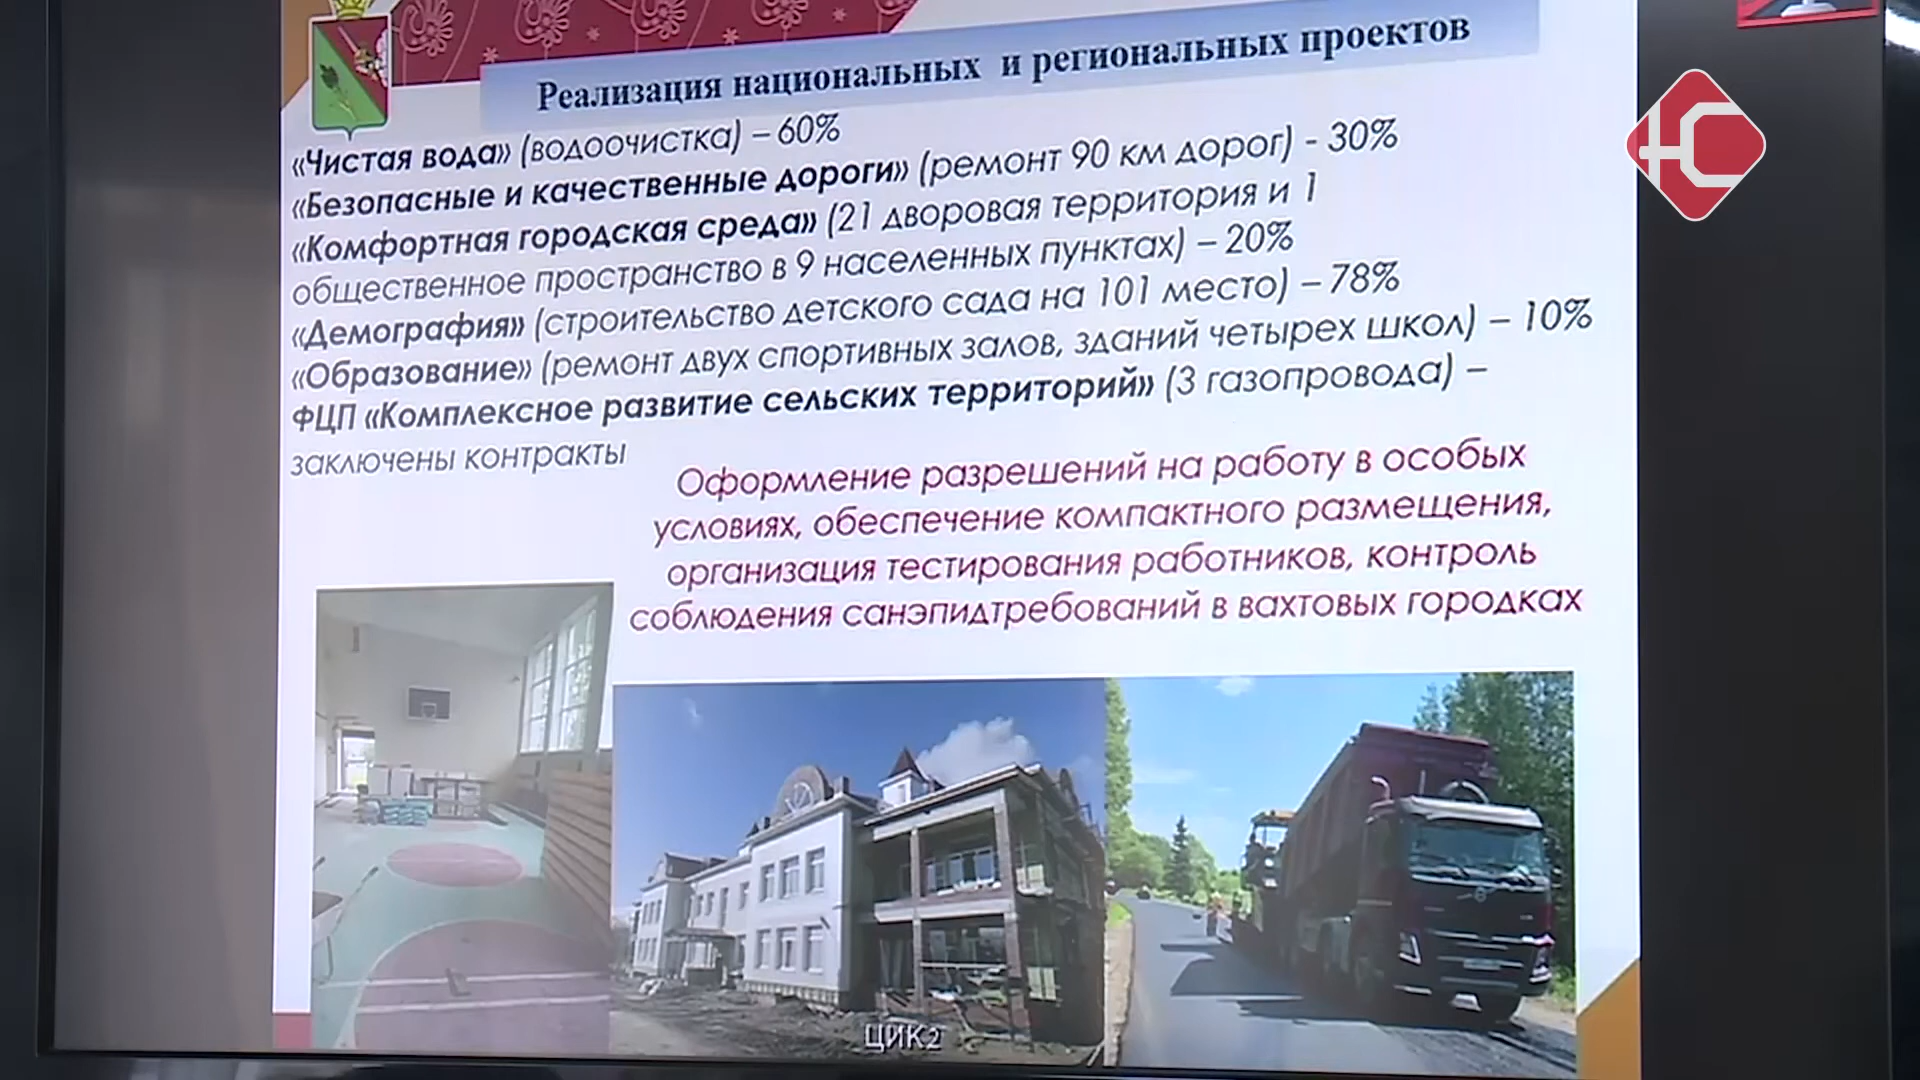 Реализация национальных и региональных проектов
«Чистая вода» (водоочистка) – 60%
«Безопасные и качественные дороги» (ремонт 90 км дорог) - 30%
«Комфортная городская среда» (21 дворовая территория и 1
общественное пространство в 9 населенных пунктах) – 20%
«Демография» (строительство детского сада на 101 место) – 78%
«Образование» (ремонт двух спортивных залов, зданий четырех школ) – 10%
ФЦП «Комплексное развитие сельских территорий» (3 газопровода) –
заключены контракты
Оформление разрешений на работу в особых
условиях, обеспечение компактного размещения,
организация тестирования работников, контроль
соблюдения санэпидтребований в вахтовых городках
ЦИК2
ЮС